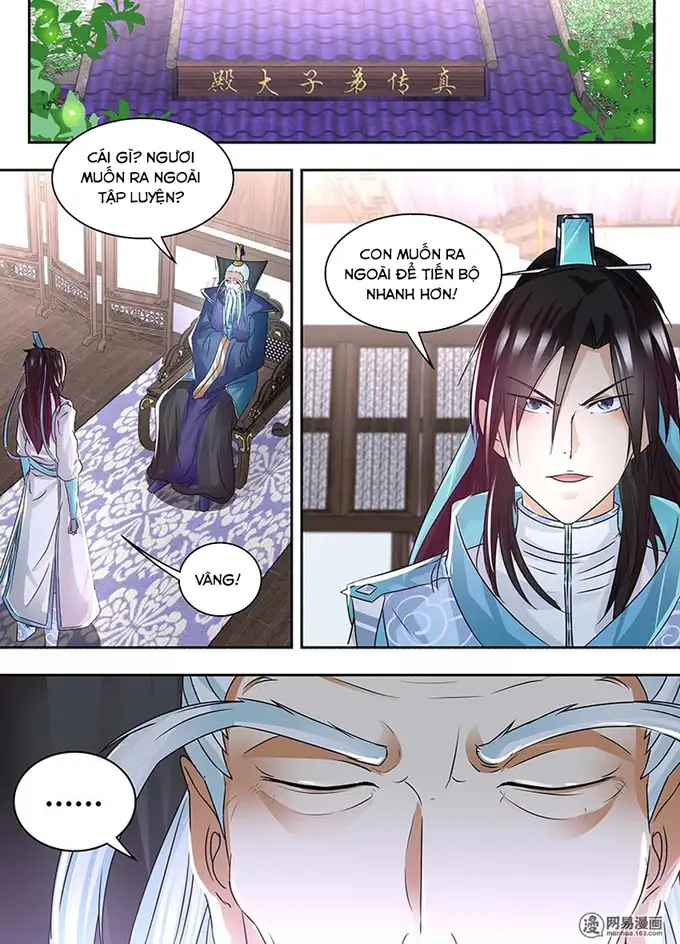 殿大子弟传真
CÁI GÌ? NGƯƠI
MUỐN RA NGOÀI
TẬP LUYỆN?
VÂNG!
CON MUỐN RA
NGOÀI ĐỂ TIẾN BỘ
NHANH HƠN!
......
网易漫画
manhua.163.com